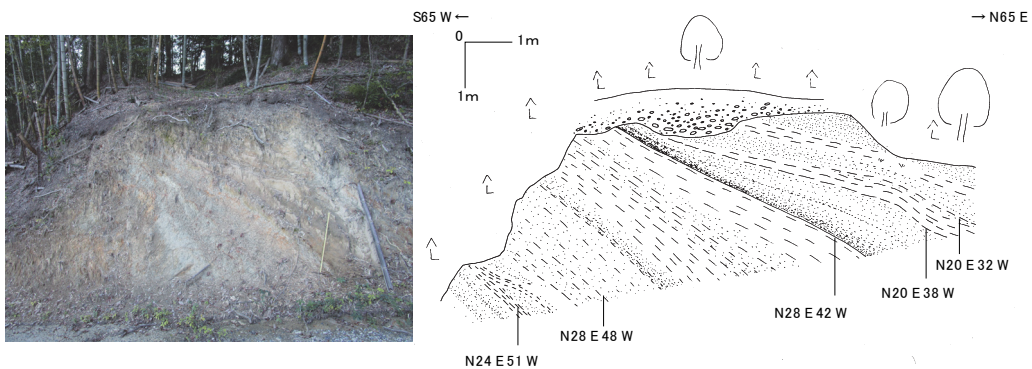 S65 W ←
→ N65 E
0
1m
1m
N20 E 32 W
N20 E 38 W
N28 E 42 W
N28 E 48 W
N24 E 51 W